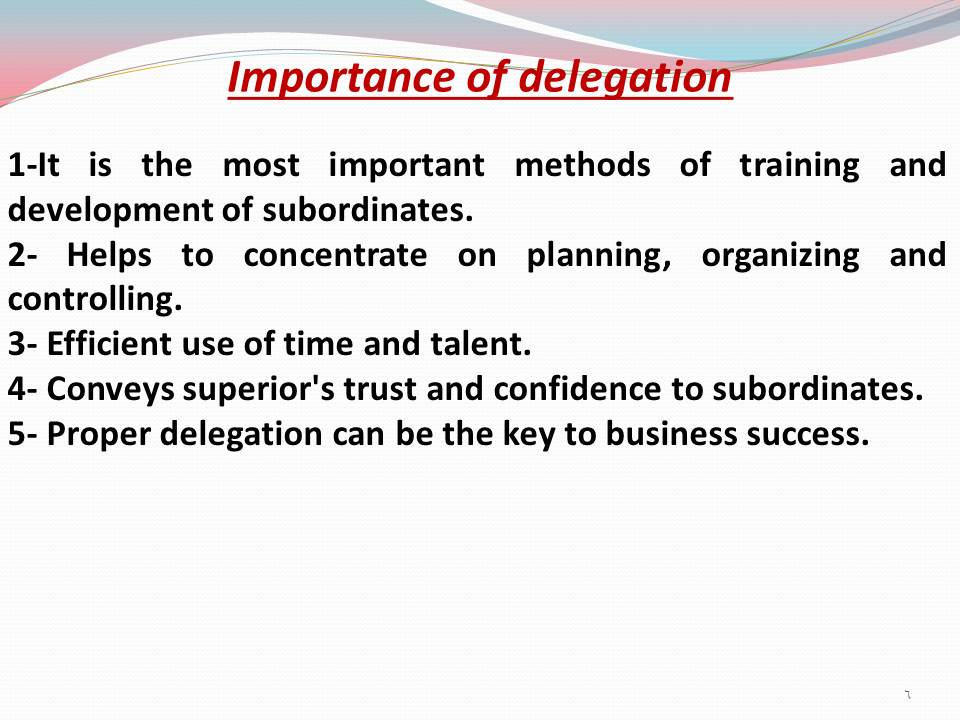 Importance of delegation
1-It is the most important methods of training and
development of subordinates.
2- Helps to concentrate on planning, organizing and
controlling.
3- Efficient use of time and talent.
4- Conveys superior's trust and confidence to subordinates.
5- Proper delegation can be the key to business success.
٦